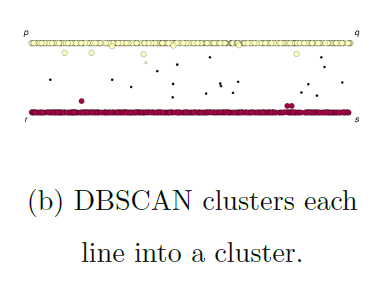 p q
r s
(b) DBSCAN clusters each
line into a cluster.